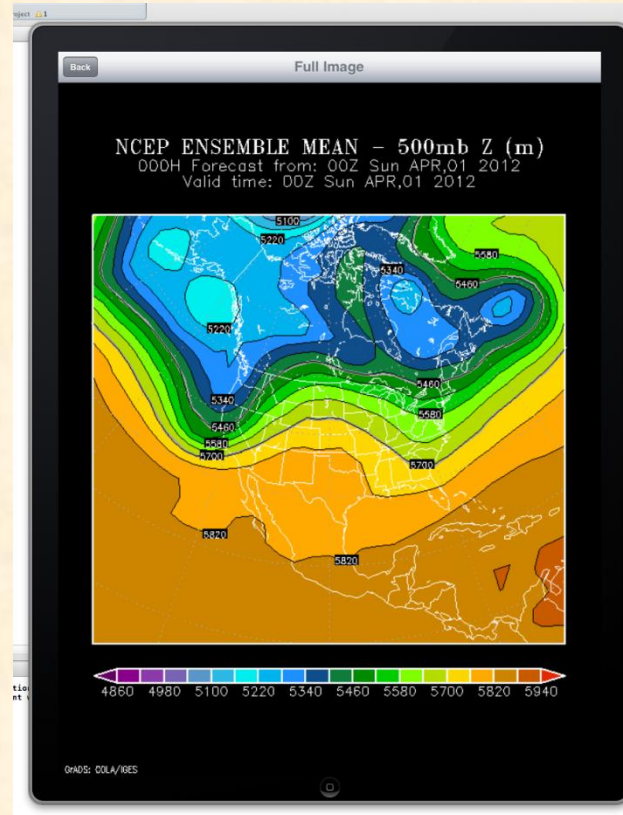 roject 1
Back
Full Image
NCEP ENSEMBLE MEAN – 500mb Z (m)
000H Forecast from: 00Z Sun APR,01 2012
Valid time: 00Z Sun APR,01 2012
5100
5220
5580
5340
5460
5220
5340
5460
5460
5580
5580
5700
5700
5820
5820
4860 4980 5100 5220 5340 5460 5580 5700 5820 5940
GrADS: COLA/IGES